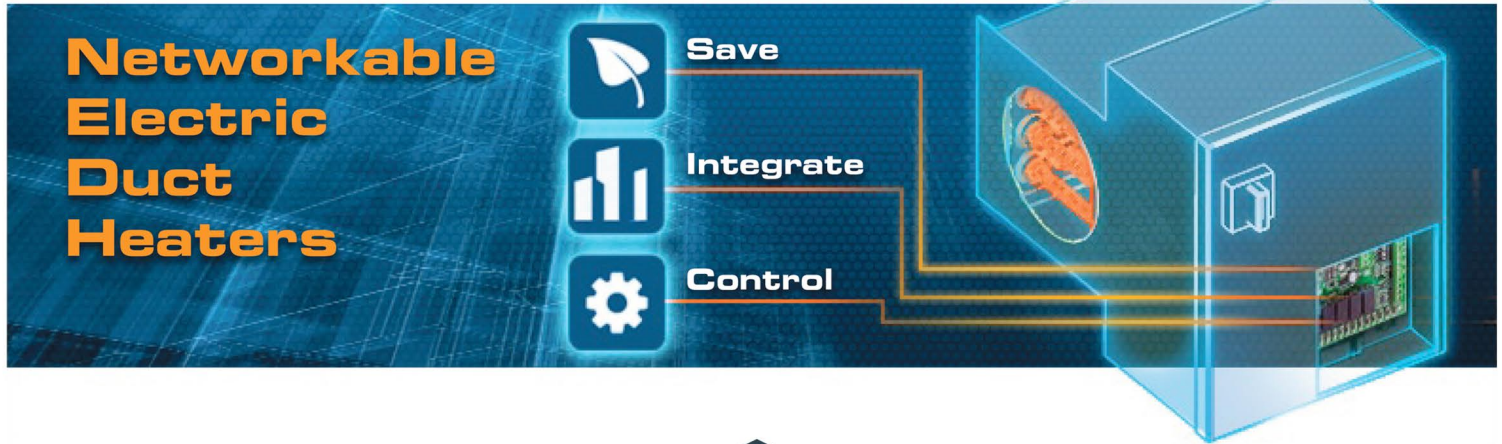 Networkable
Electric
Duct
Heaters
Save
Integrate
Control